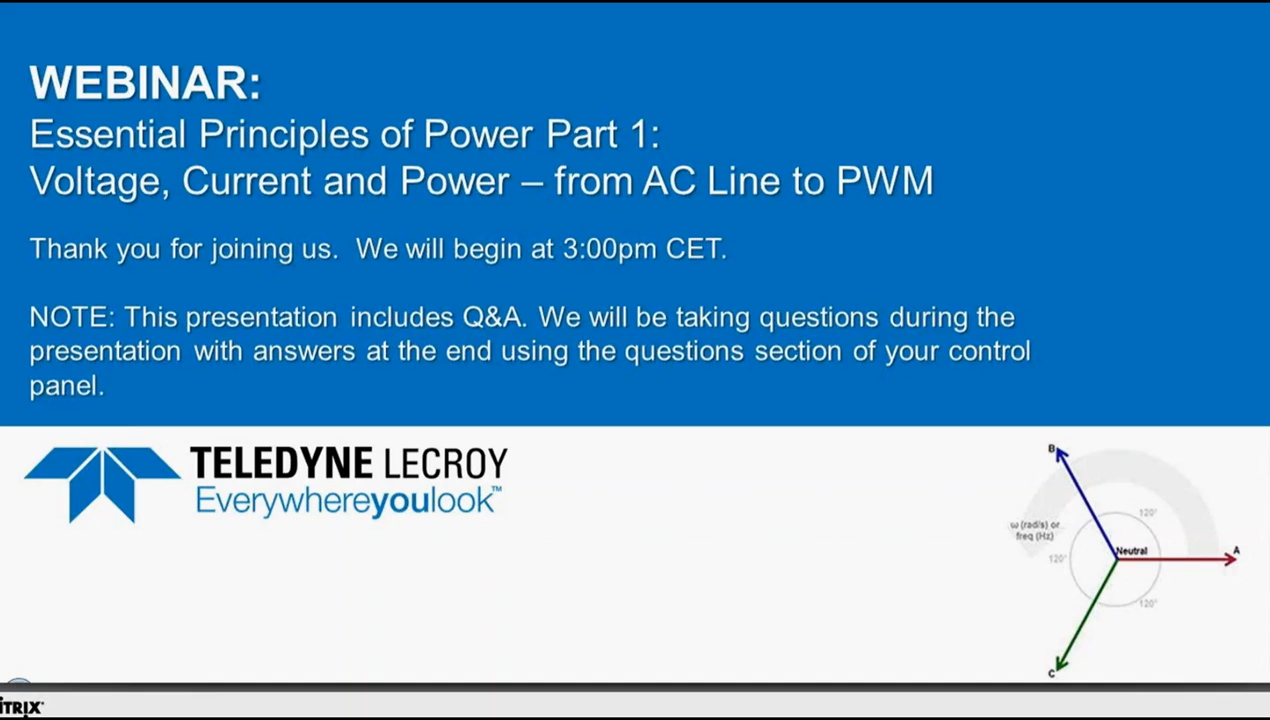 WEBINAR:
Essential Principles of Power Part 1:
Voltage, Current and Power – from AC Line to PWM
Thank you for joining us. We will begin at 3:00pm CET.
NOTE: This presentation includes Q&A. We will be taking questions during the
presentation with answers at the end using the questions section of your control
panel.
TELEDYNE LECROY
Everywhereyoulook™
B
ω (rad/s) or
freq (Hz)
120°
Neutral
A
120°
120°
C
iTRIX